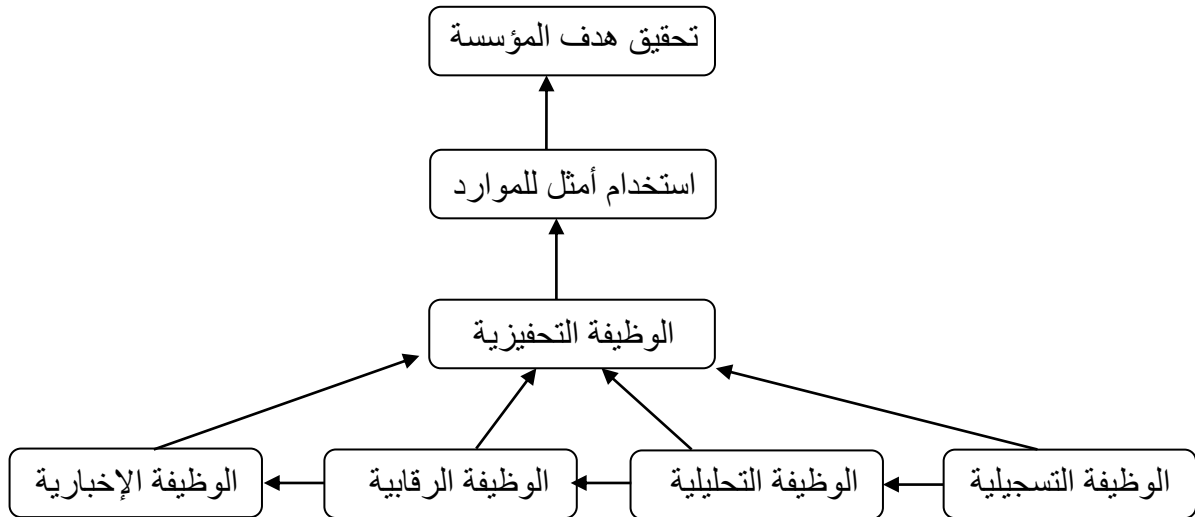 تحقيق هدف المؤسسة
استخدام أمثل للموارد
الوظيفة التحفيزية
الوظيفة التسجيلية
الوظيفة التحليلية
الوظيفة الرقابية
الوظيفة الإخبارية